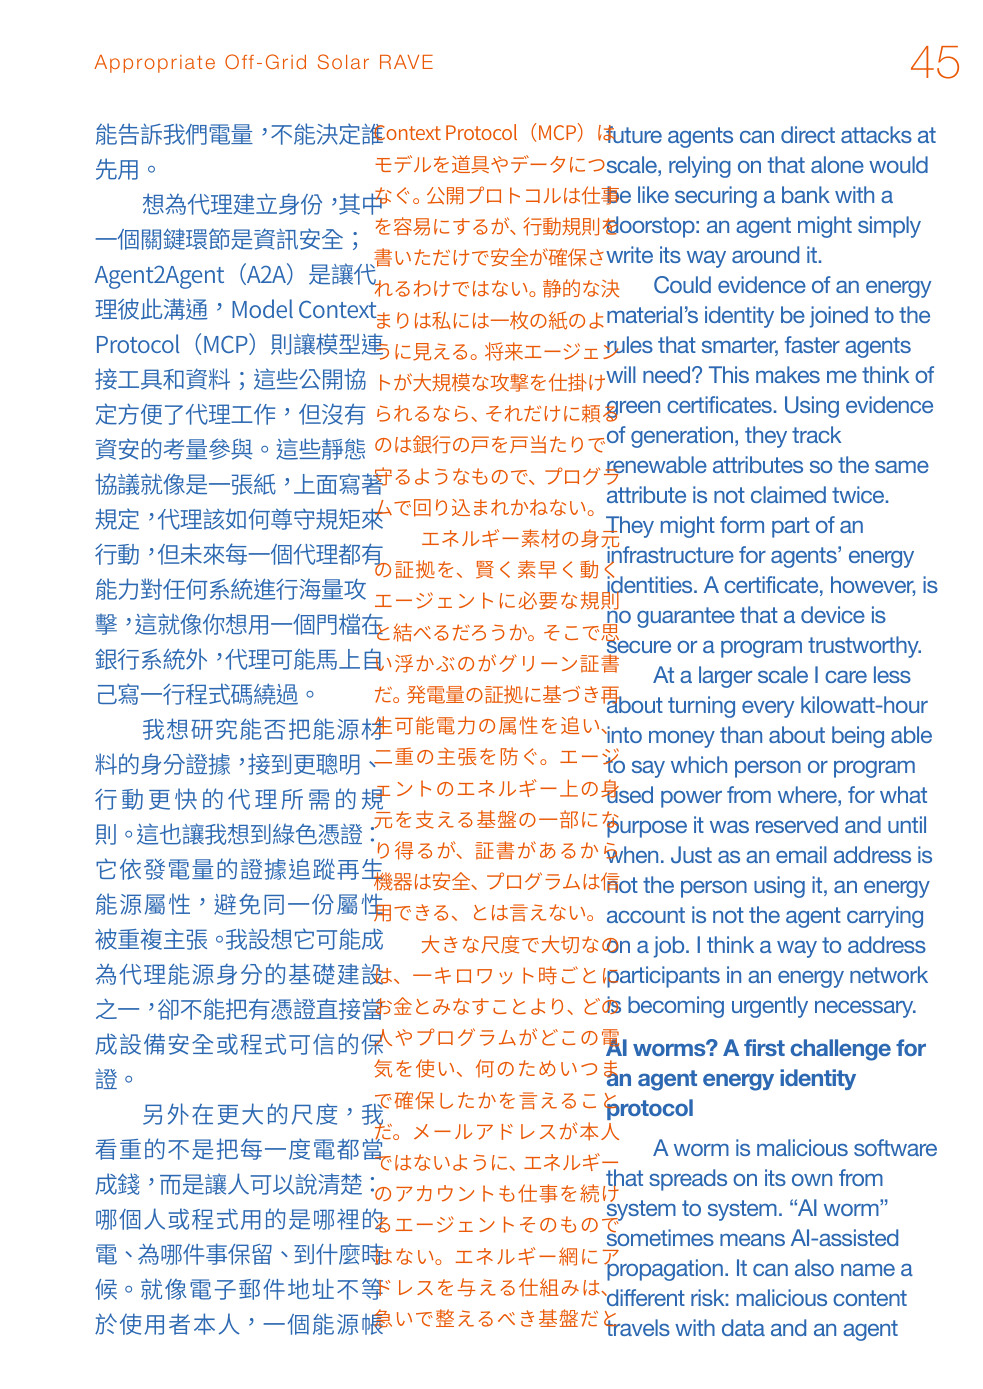 Appropriate Off-Grid Solar RAVE
45
能告訴我們電量，不能決定誰
先用。
想為代理建立身份，其中
一個關鍵環節是資訊安全；
Agent2Agent（A2A）是讓代
理彼此溝通，Model Context
Protocol（MCP）則讓模型連
接工具和資料；這些公開協
定方便了代理工作，但沒有
資安的考量參與。這些靜態
協議就像是一張紙，上面寫著
規定，代理該如何尊守規矩來
行動，但未來每一個代理都有
能力對任何系統進行海量攻
擊，這就像你想用一個門檔在
銀行系統外，代理可能馬上自
己寫一行程式碼繞過。
我想研究能否把能源材
料的身分證據，接到更聰明、
行動更快的代理所需的規
則。這也讓我想到綠色憑證：
它依發電量的證據追蹤再生
能源屬性，避免同一份屬性
被重複主張。我設想它可能成
為代理能源身分的基礎建設
之一，卻不能把有憑證直接當
成設備安全或程式可信的保
證。
另外在更大的尺度，我
看重的不是把每一度電都當
成錢，而是讓人可以說清楚：
哪個人或程式用的是哪裡的
電、為哪件事保留、到什麼時
候。就像電子郵件地址不等
於使用者本人，一個能源帳
Context Protocol（MCP）は
モデルを道具やデータにつ
なぐ。公開プロトコルは仕事
を容易にするが、行動規則を
書いただけで安全が確保さ
れるわけではない。静的な決
まりは私には一枚の紙のよ
うに見える。将来エージェン
トが大規模な攻撃を仕掛け
られるなら、それだけに頼る
のは銀行の戸を戸当たりで
守るようなもので、プログラ
ムで回り込まれかねない。
エネルギー素材の身元
の証拠を、賢く素早く動く
エージェントに必要な規則
と結べるだろうか。そこで思
い浮かぶのがグリーン証書
だ。発電量の証拠に基づき再
生可能電力の属性を追い、
二重の主張を防ぐ。エージ
ェントのエネルギー上の身
元を支える基盤の一部にな
り得るが、証書があるから
機器は安全、プログラムは信
用できる、とは言えない。
大きな尺度で大切なの
は、一キロワット時ごとに
お金とみなすことより、どの
人やプログラムがどこの電
気を使い、何のためいつま
で確保したかを言えること
だ。メールアドレスが本人
ではないように、エネルギー
のアカウントも仕事を続け
るエージェントそのもので
はない。エネルギー網にア
ドレスを与える仕組みは、
急いで整えるべき基盤だと
future agents can direct attacks at
scale, relying on that alone would
be like securing a bank with a
doorstop: an agent might simply
write its way around it.
Could evidence of an energy
material’s identity be joined to the
rules that smarter, faster agents
will need? This makes me think of
green certificates. Using evidence
of generation, they track
renewable attributes so the same
attribute is not claimed twice.
They might form part of an
infrastructure for agents’ energy
identities. A certificate, however, is
no guarantee that a device is
secure or a program trustworthy.
At a larger scale I care less
about turning every kilowatt-hour
into money than about being able
to say which person or program
used power from where, for what
purpose it was reserved and until
when. Just as an email address is
not the person using it, an energy
account is not the agent carrying
on a job. I think a way to address
participants in an energy network
is becoming urgently necessary.
AI worms? A first challenge for
an agent energy identity
protocol
A worm is malicious software
that spreads on its own from
system to system. “AI worm”
sometimes means AI-assisted
propagation. It can also name a
different risk: malicious content
travels with data and an agent